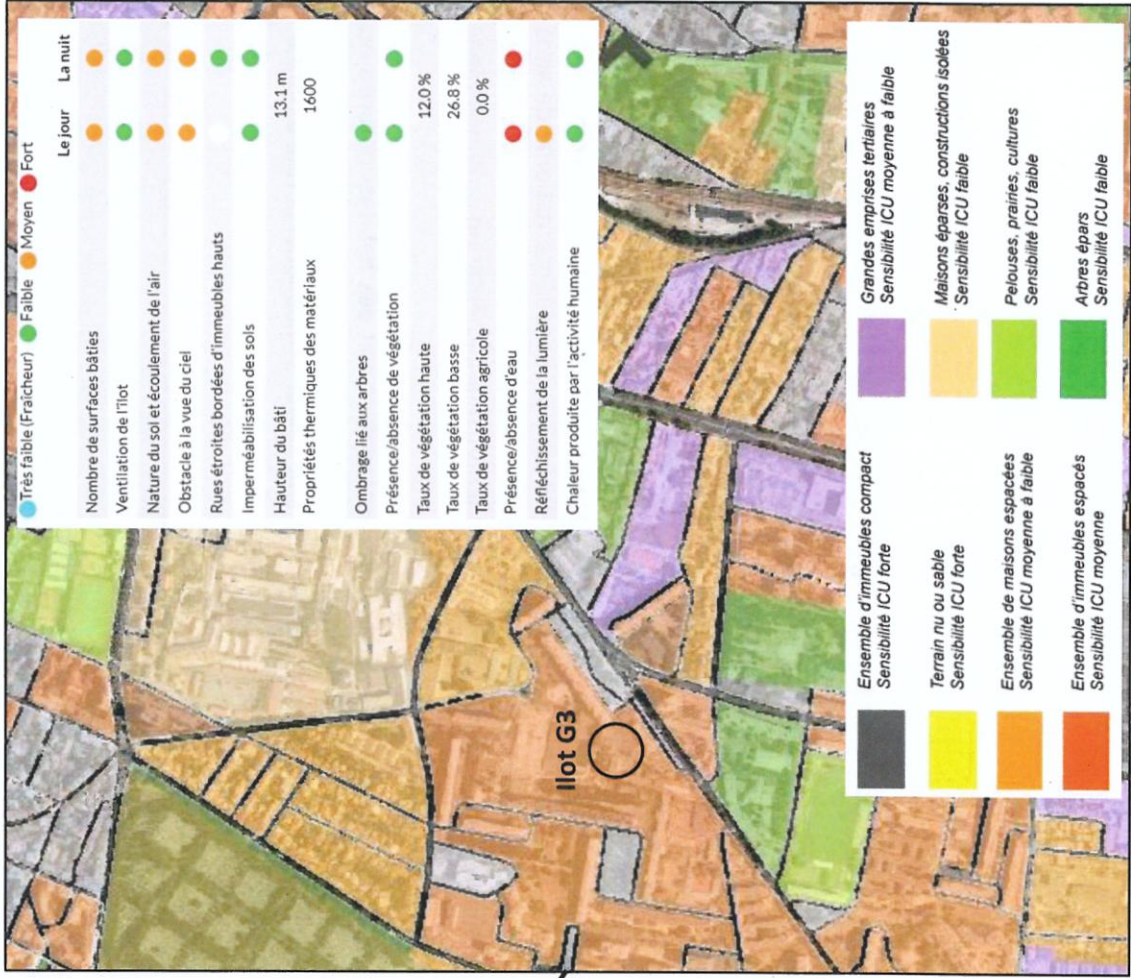 Très faible (Fraîcheur) Faible Moyen Fort
Le jour La nuit
Nombre de surfaces bâties
Ventilation de l'îlot
Nature du sol et écoulement de l'air
Obstacle à la vue du ciel
Rues étroites bordées d'immeubles hauts
Imperméabilisation des sols
Hauteur du bâti 13.1 m
Propriétés thermiques des matériaux 1600
Ombrage lié aux arbres
Présence/absence de végétation
Taux de végétation haute 12.0 %
Taux de végétation basse 26.8 %
Taux de végétation agricole 0.0 %
Présence/absence d'eau
Réfléchissement de la lumière
Chaleur produite par l'activité humaine
Ilot G3
Ensemble d'immeubles compact
Sensibilité ICU forte
Terrain nu ou sable
Sensibilité ICU forte
Ensemble de maisons espacées
Sensibilité ICU moyenne à faible
Ensemble d'immeubles espacés
Sensibilité ICU moyenne
Grandes emprises tertiaires
Sensibilité ICU moyenne à faible
Maisons éparses, constructions isolées
Sensibilité ICU faible
Pelouses, prairies, cultures
Sensibilité ICU faible
Arbres épars
Sensibilité ICU faible